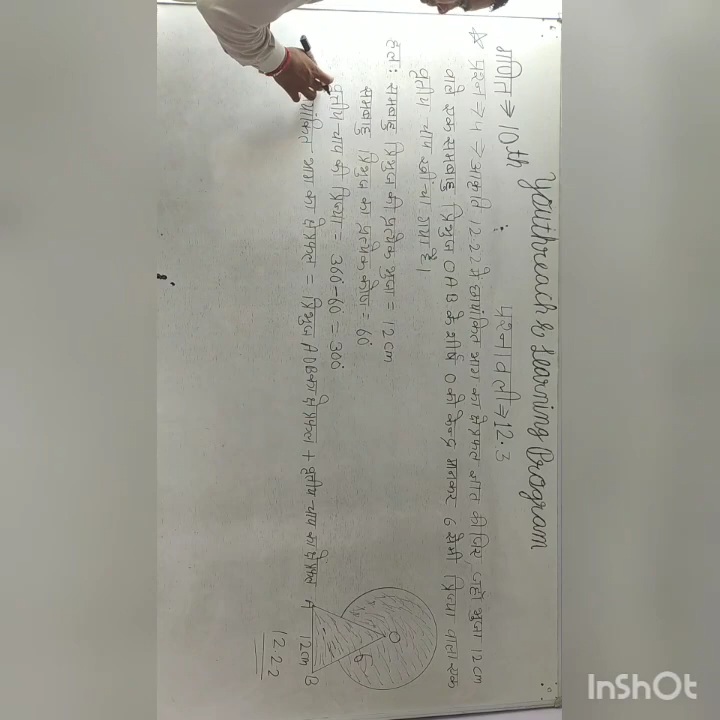 Youthreach & Learning Program
गणित → 10th : प्रश्नावली → 12.3
☆ प्रश्न → 4 → आकृति 12.22 में छायांकित भाग का क्षेत्रफल ज्ञात कीजिए, जहाँ भुजा 12 cm
वाले एक समबाहु त्रिभुज OAB के शीर्ष O को केन्द्र मानकर 6 सेमी त्रिज्या वाला एक
वृत्तीय चाप खींचा गया है।
हल: समबाहु त्रिभुज की प्रत्येक भुजा = 12 cm
समबाहु त्रिभुज का प्रत्येक कोण = 60°
वृत्तीय चाप की त्रिज्या = 360 - 60 = 300
भाग का क्षेत्रफल = त्रिभुज AOB का क्षेत्रफल + वृत्तीय चाप का क्षेत्रफल
O
6
A 12cm B
12.22
InShOt